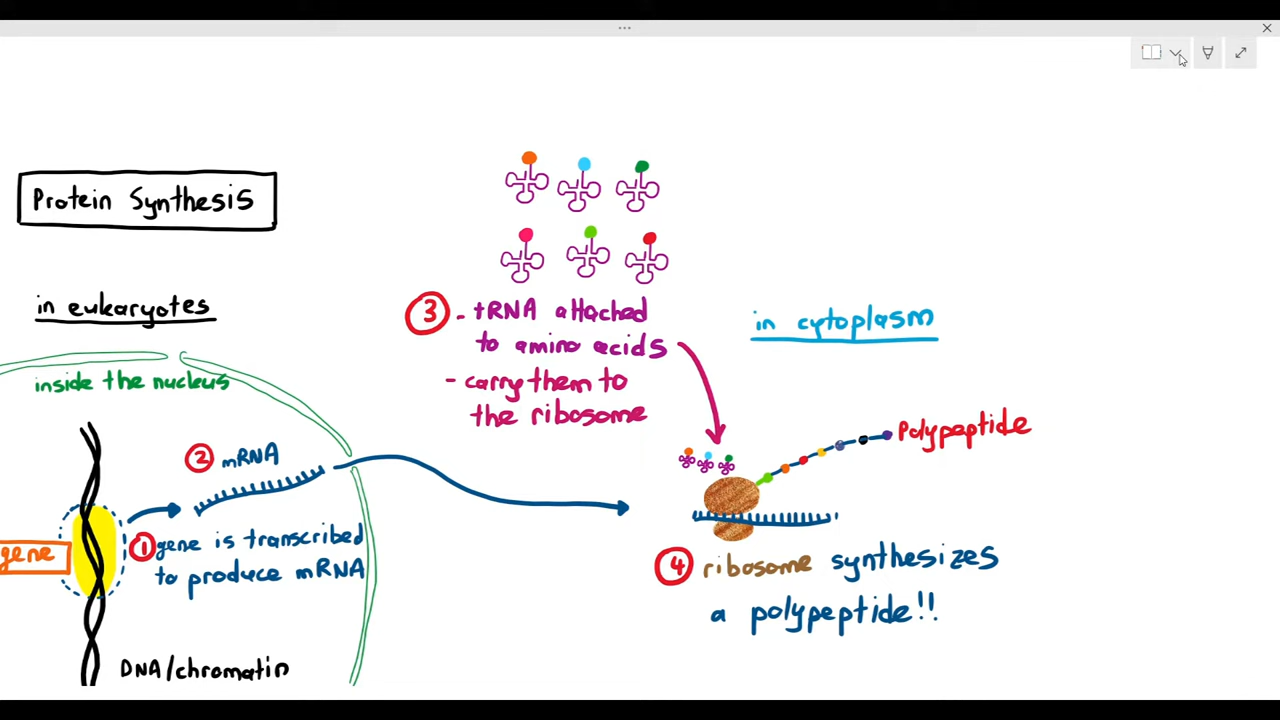 Protein Synthesis
in eukaryotes
inside the nucleus
② mRNA
① gene is transcribed
to produce mRNA
gene
DNA/chromatin
③ - tRNA attached
to amino acids
- carry them to
the ribosome
in cytoplasm
Polypeptide
④ ribosome synthesizes
a polypeptide!!